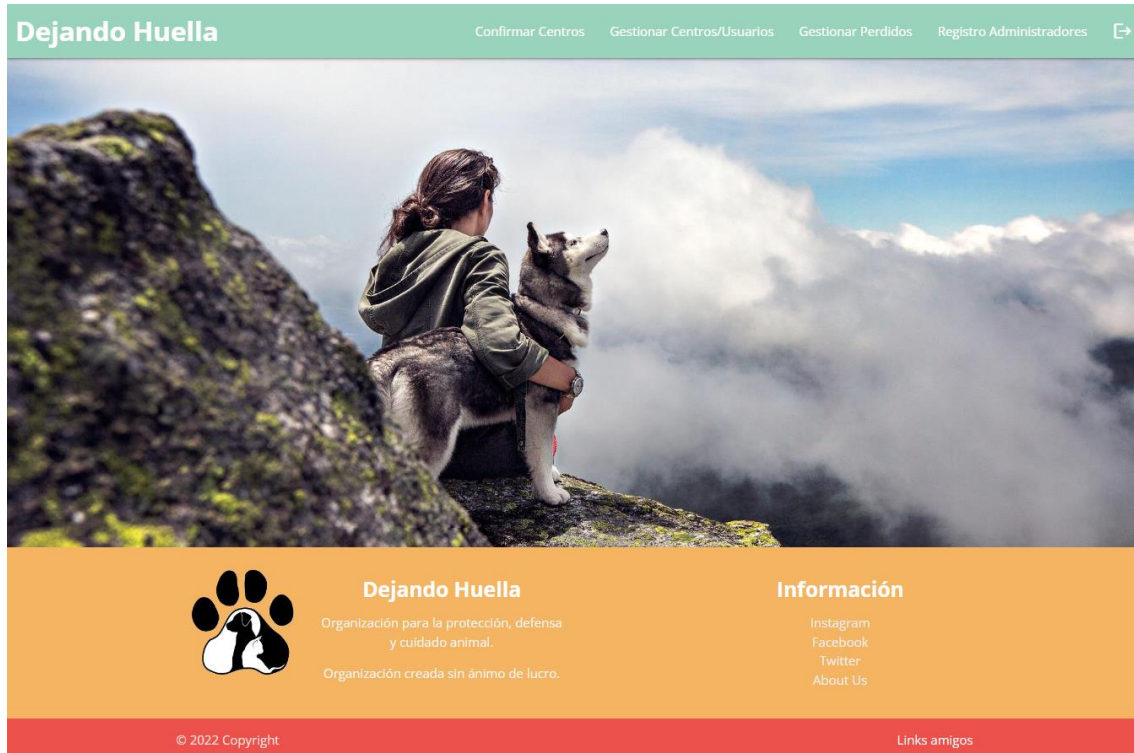 Dejando Huella
Confirmar Centros
Gestionar Centros/Usuarios
Gestionar Perdidos
Registro Administradores
Dejando Huella
Organización para la protección, defensa
y cuidado animal.
Organización creada sin ánimo de lucro.
Información
Instagram
Facebook
Twitter
About Us
© 2022 Copyright
Links amigos